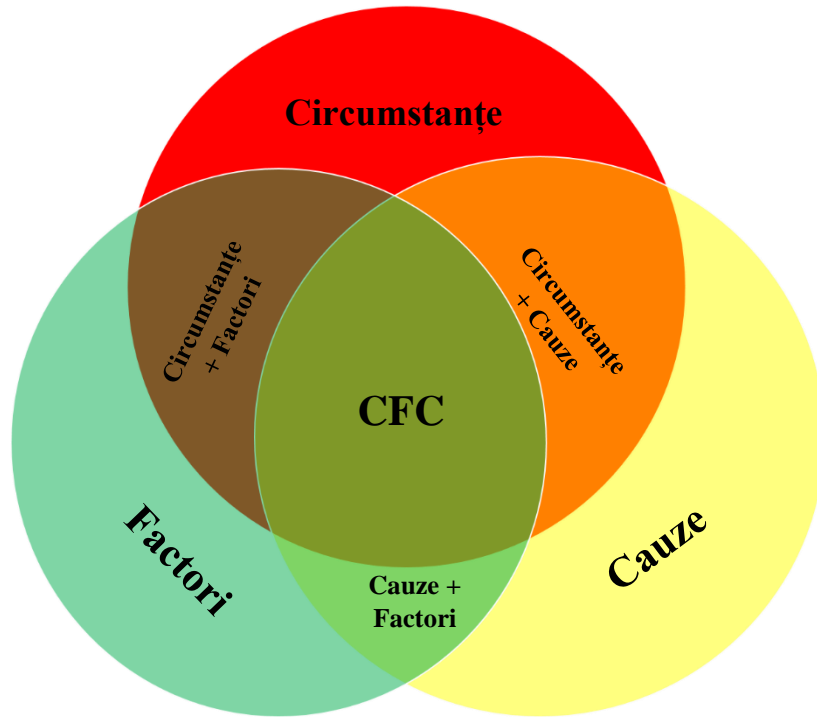 Circumstanțe
Circumstanțe
+ Factori
Circumstanțe
+ Cauze
CFC
Factori
Cauze
Cauze +
Factori